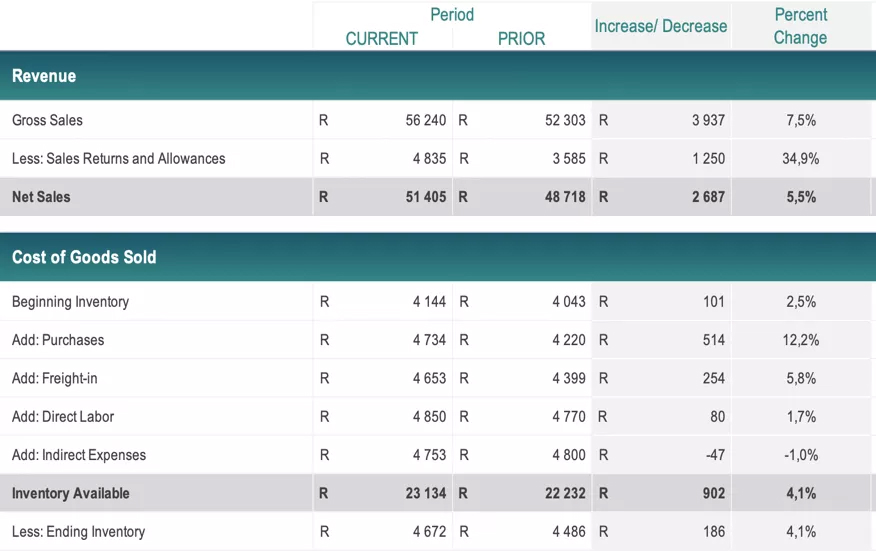 Period
CURRENT PRIOR Increase/ Decrease Percent Change
Revenue
Gross Sales R 56 240 R 52 303 R 3 937 7,5%
Less: Sales Returns and Allowances R 4 835 R 3 585 R 1 250 34,9%
Net Sales R 51 405 R 48 718 R 2 687 5,5%
Cost of Goods Sold
Beginning Inventory R 4 144 R 4 043 R 101 2,5%
Add: Purchases R 4 734 R 4 220 R 514 12,2%
Add: Freight-in R 4 653 R 4 399 R 254 5,8%
Add: Direct Labor R 4 850 R 4 770 R 80 1,7%
Add: Indirect Expenses R 4 753 R 4 800 R -47 -1,0%
Inventory Available R 23 134 R 22 232 R 902 4,1%
Less: Ending Inventory R 4 672 R 4 486 R 186 4,1%